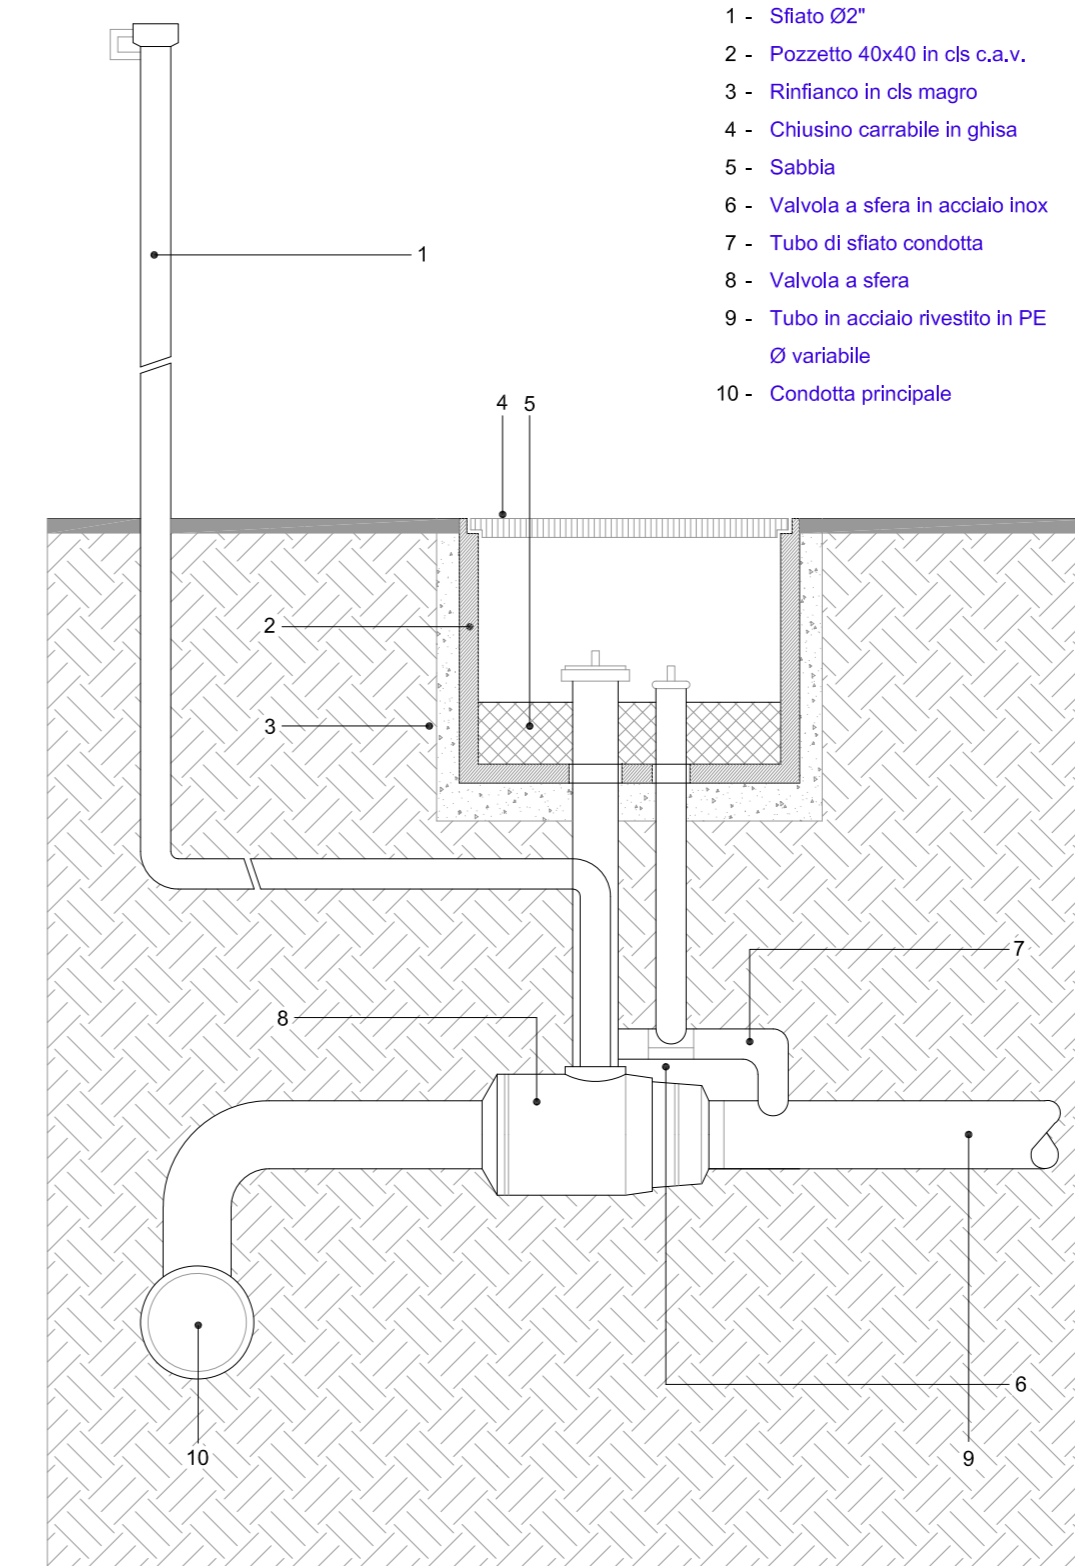 1 - Sfiato Ø2"
2 - Pozzetto 40x40 in cls c.a.v.
3 - Rinfianco in cls magro
4 - Chiusino carrabile in ghisa
5 - Sabbia
6 - Valvola a sfera in acciaio inox
7 - Tubo di sfiato condotta
8 - Valvola a sfera
9 - Tubo in acciaio rivestito in PE
Ø variabile
10 - Condotta principale
1
4 5
2
3
7
8
6
10
9